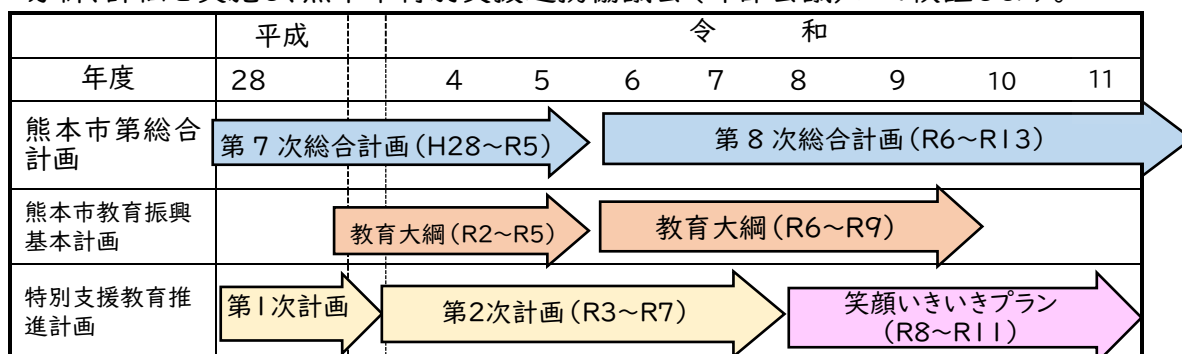 平成 令和
年度 28 4 5 6 7 8 9 10 11
熊本市第総合
計画
第7次総合計画(H28～R5) 第8次総合計画(R6～R13)
熊本市教育振興
基本計画
教育大綱(R2～R5) 教育大綱(R6～R9)
特別支援教育推
進計画
第1次計画 第2次計画(R3～R7) 笑顔いきいきプラン
(R8～R11)